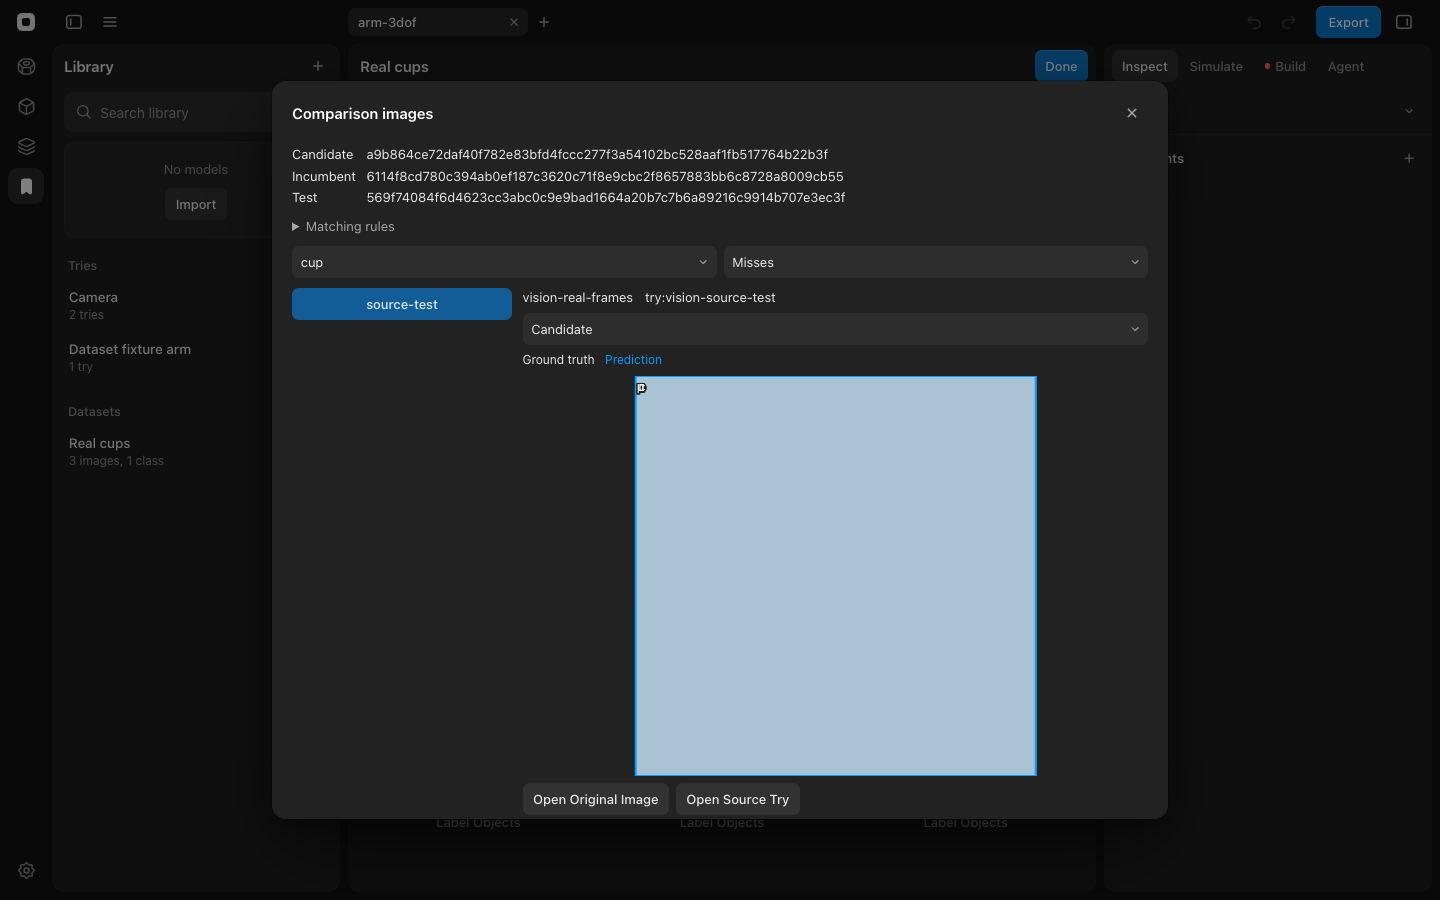 arm-3dof
Export
Library
Real cups
Done
Inspect
Simulate
Build
Agent
Search library
No models
Import
Tries
Camera
2 tries
Dataset fixture arm
1 try
Datasets
Real cups
3 images, 1 class
Comparison images
Candidate a9b864ce72daf40f782e83bfd4fccc277f3a54102bc528aaf1fb517764b22b3f
Incumbent 6114f8cd780c394ab0ef187c3620c71f8e9cbc2f8657883bb6c8728a8009cb55
Test 569f74084f6d4623cc3abc0c9e9bad1664a20b7c7b6a89216c9914b707e3ec3f
Matching rules
cup
Misses
source-test
vision-real-frames try:vision-source-test
Candidate
Ground truth Prediction
Open Original Image
Open Source Try
Label Objects
Label Objects
Label Objects